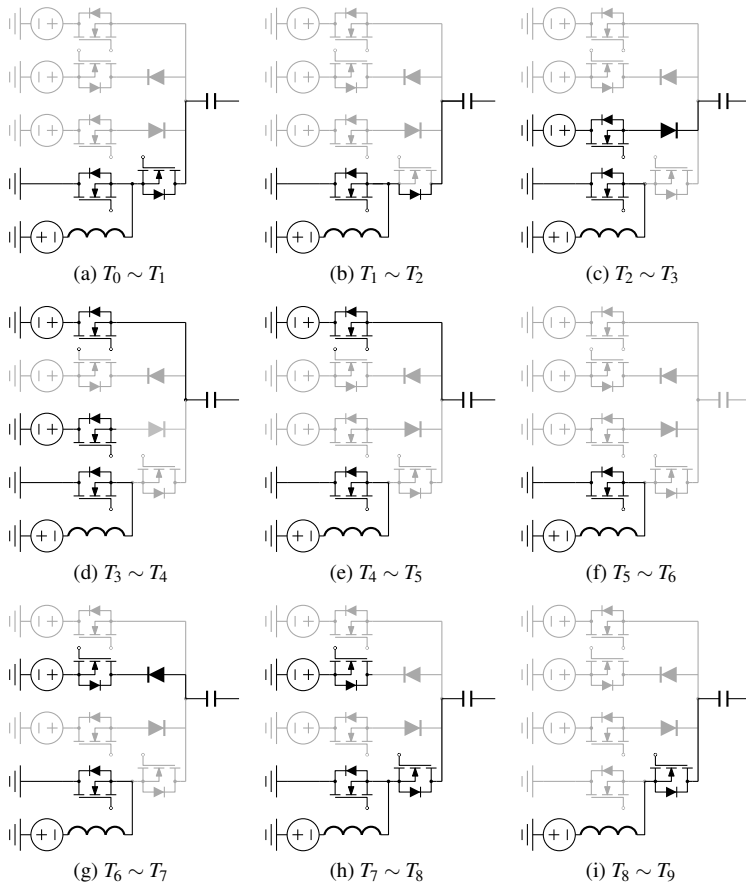 (a) T₀ ∼ T₁
(b) T₁ ∼ T₂
(c) T₂ ∼ T₃
(d) T₃ ∼ T₄
(e) T₄ ∼ T₅
(f) T₅ ∼ T₆
(g) T₆ ∼ T₇
(h) T₇ ∼ T₈
(i) T₈ ∼ T₉